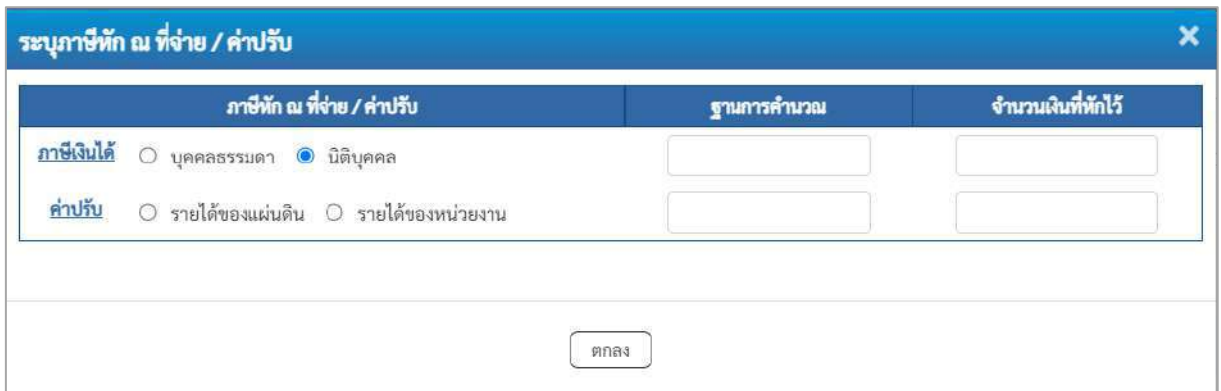 ระบุภาษีหัก ณ ที่จ่าย / ค่าปรับ
ภาษีหัก ณ ที่จ่าย / ค่าปรับ ฐานการคำนวณ จำนวนเงินที่หักไว้
ภาษีเงินได้ บุคคลธรรมดา นิติบุคคล
ค่าปรับ รายได้ของแผ่นดิน รายได้ของหน่วยงาน
ตกลง